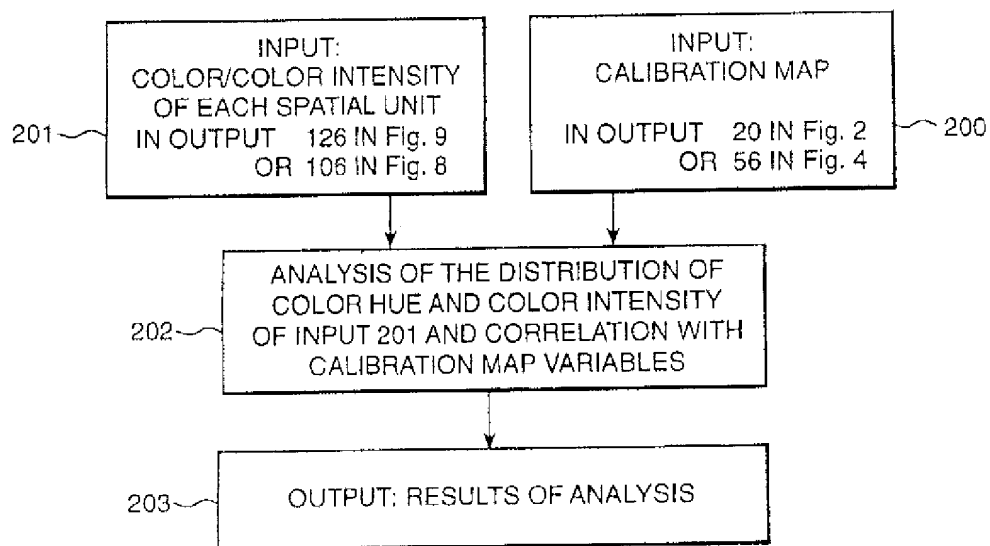 INPUT:
COLOR/COLOR INTENSITY
OF EACH SPATIAL UNIT
IN OUTPUT 126 IN Fig. 9
OR 106 IN Fig. 8
201
INPUT:
CALIBRATION MAP
IN OUTPUT 20 IN Fig. 2
OR 56 IN Fig. 4
200
ANALYSIS OF THE DISTRIBUTION OF
COLOR HUE AND COLOR INTENSITY
OF INPUT 201 AND CORRELATION WITH
CALIBRATION MAP VARIABLES
202
OUTPUT: RESULTS OF ANALYSIS
203